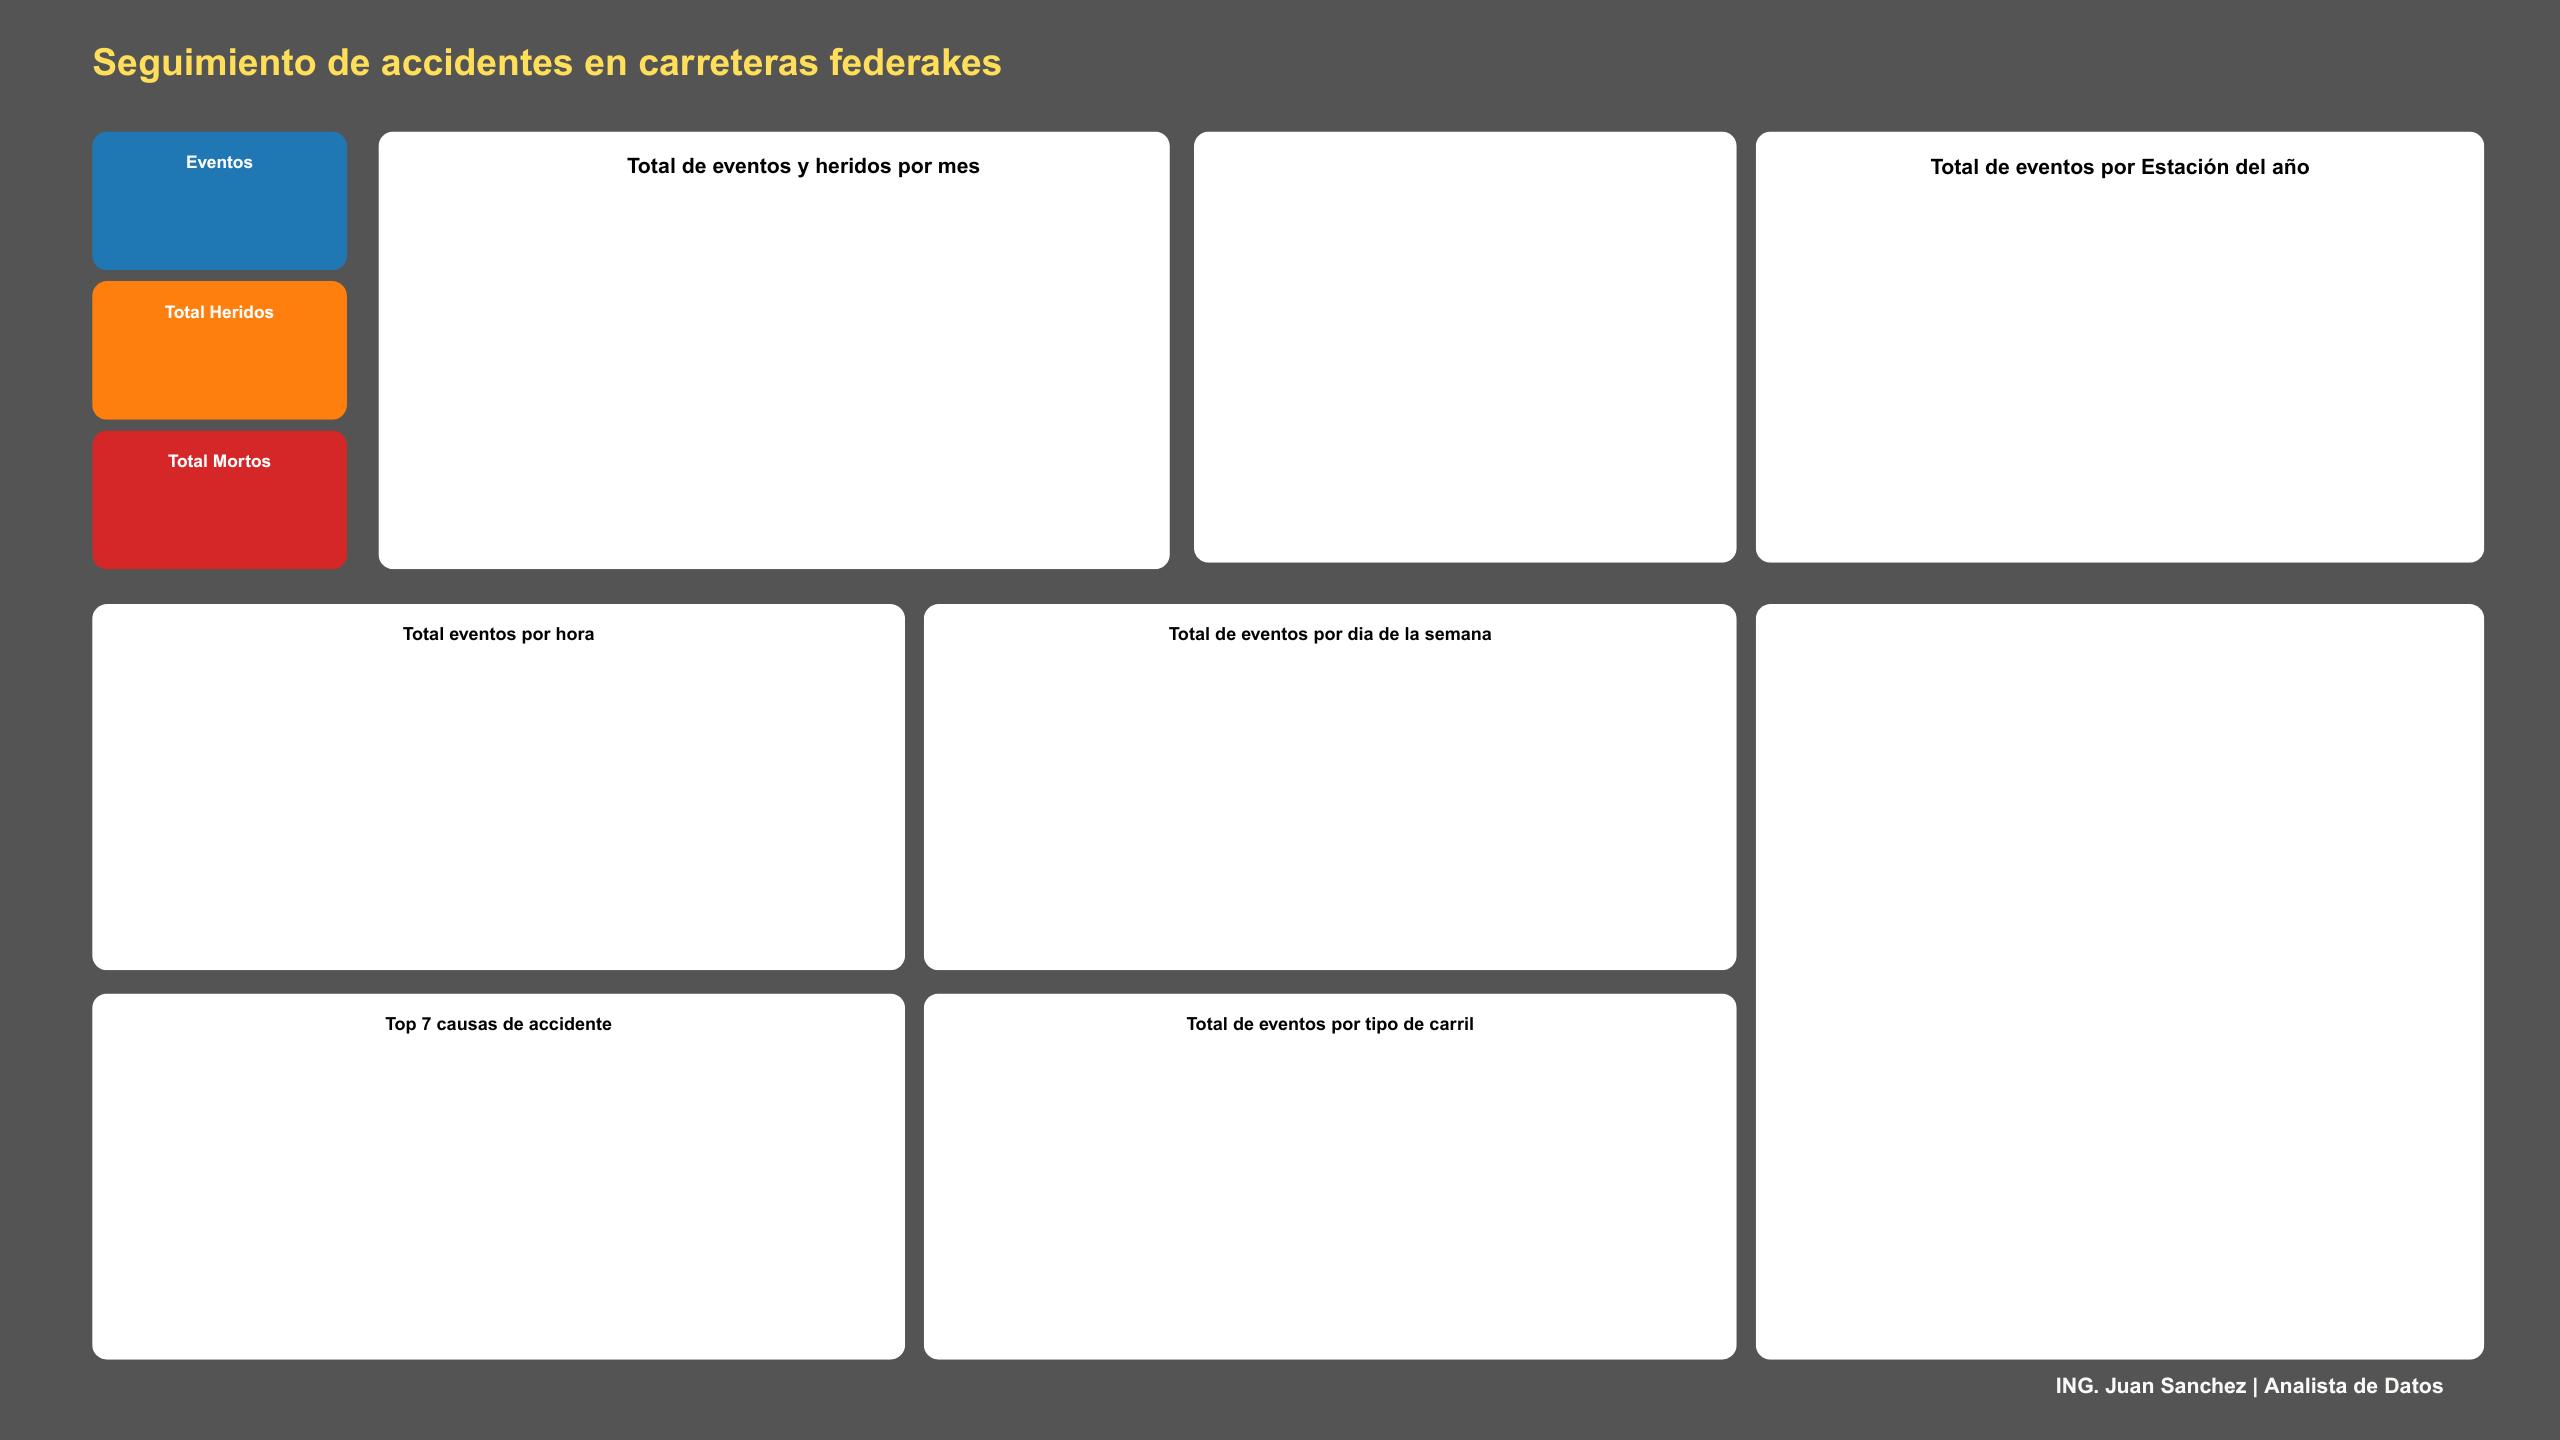 Seguimiento de accidentes en carreteras federakes
Eventos
Total Heridos
Total Mortos
Total de eventos y heridos por mes
Total de eventos por Estación del año
Total eventos por hora
Total de eventos por dia de la semana
Top 7 causas de accidente
Total de eventos por tipo de carril
ING. Juan Sanchez | Analista de Datos